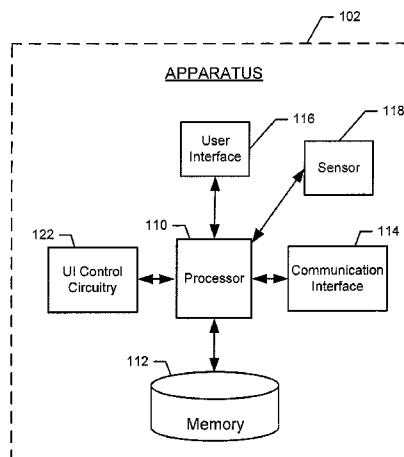 102
APPARATUS
116
118
User
Interface
Sensor
110
122
114
UI Control
Circuitry
Processor
Communication
Interface
112
Memory